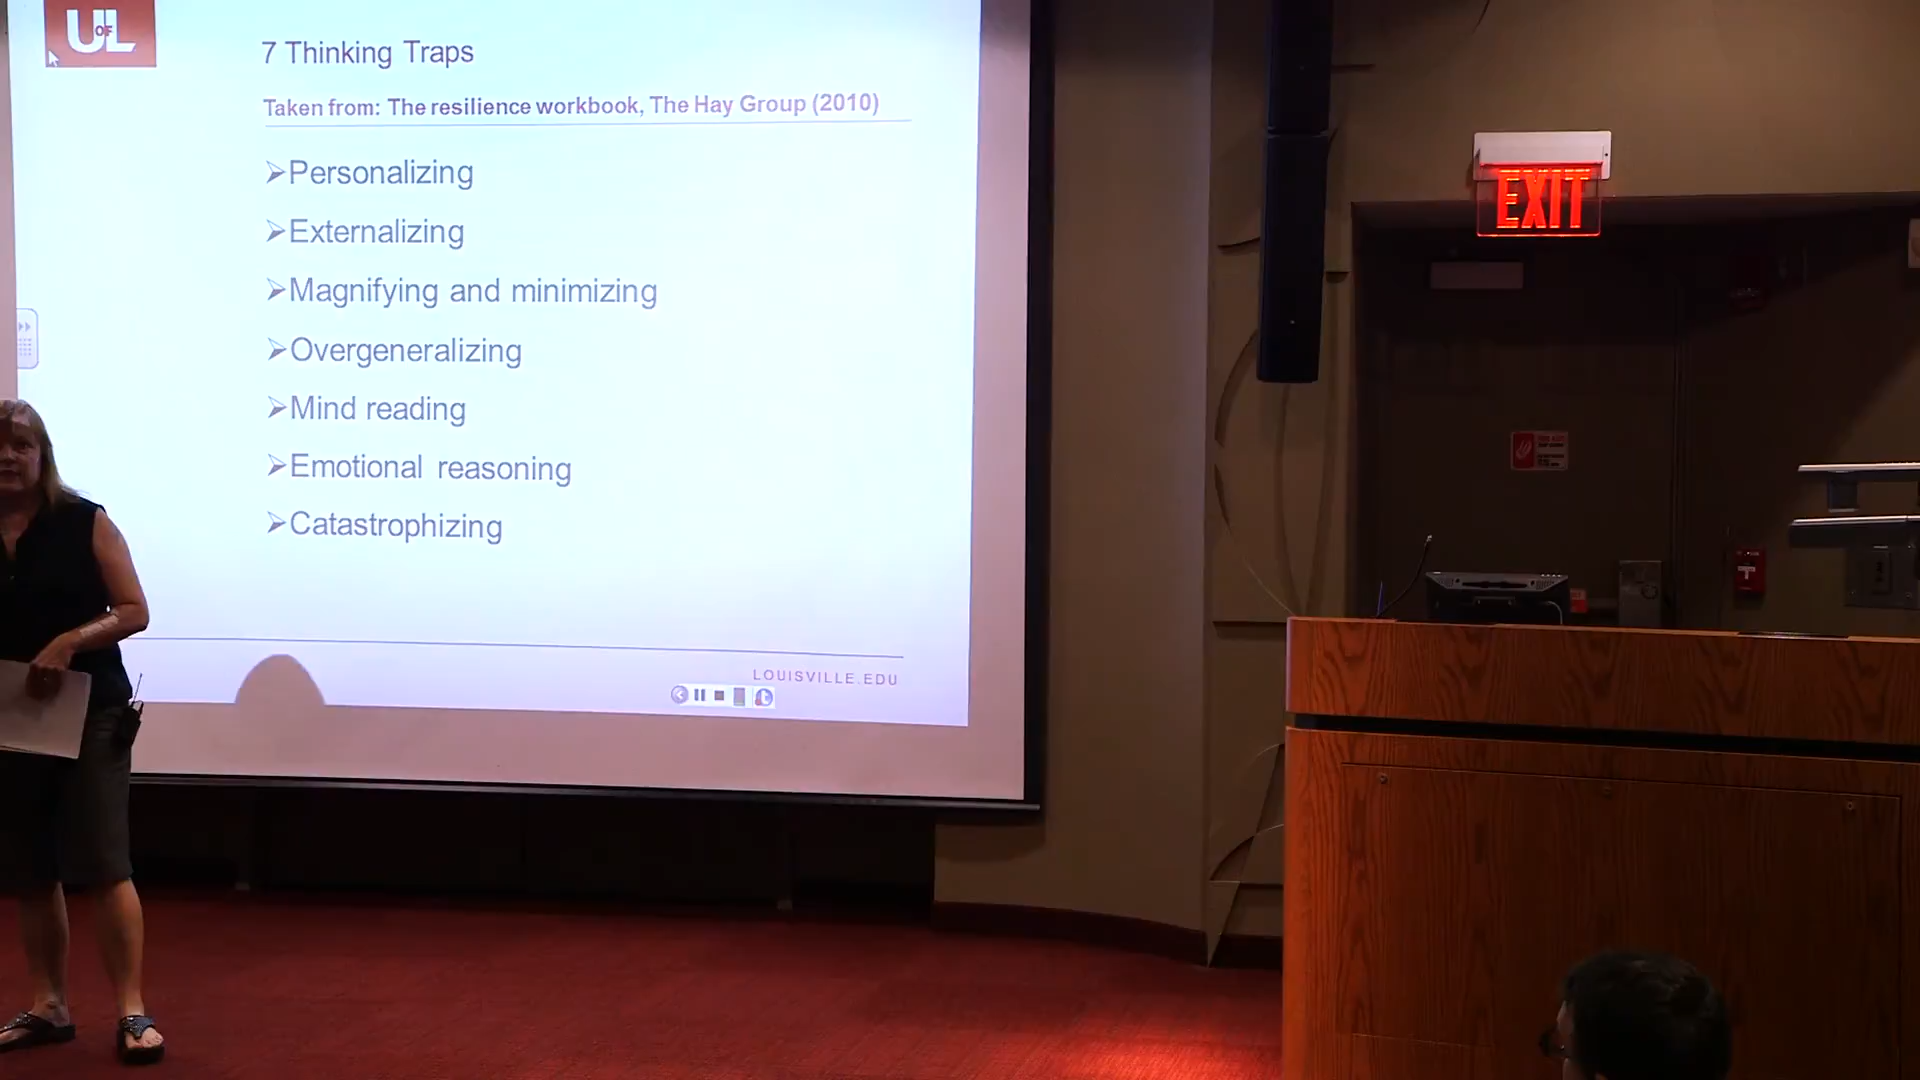 U OF L
7 Thinking Traps
Taken from: The resilience workbook, The Hay Group (2010)
➢Personalizing
➢Externalizing
➢Magnifying and minimizing
➢Overgeneralizing
➢Mind reading
➢Emotional reasoning
➢Catastrophizing
LOUISVILLE.EDU
EXIT